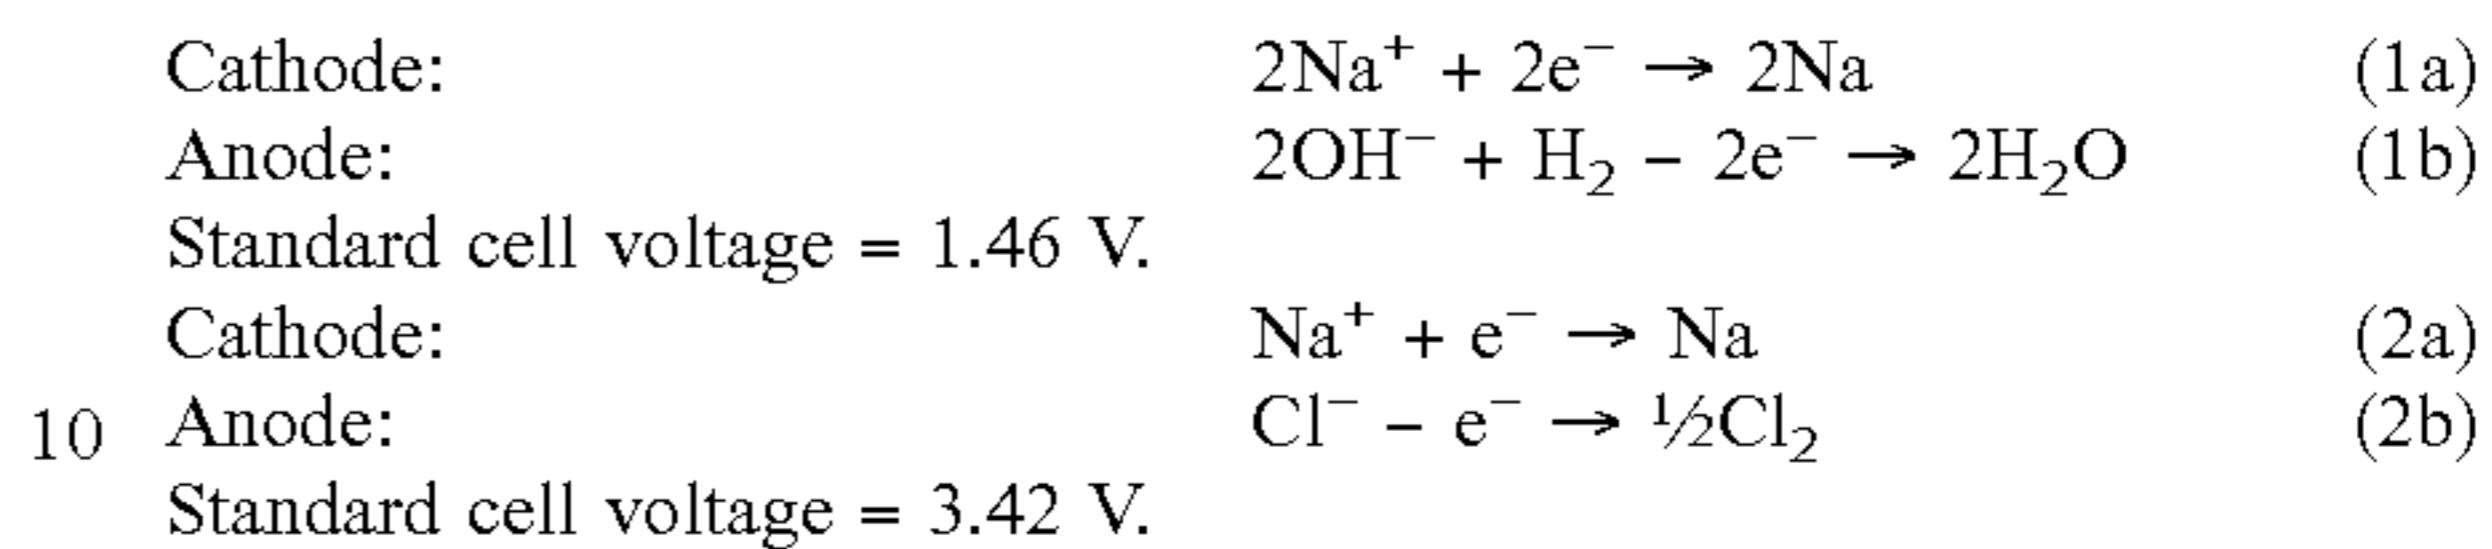 Cathode: 2Na⁺ + 2e⁻ → 2Na (1a)
Anode: 2OH⁻ + H₂ − 2e⁻ → 2H₂O (1b)
Standard cell voltage = 1.46 V.
Cathode: Na⁺ + e⁻ → Na (2a)
10 Anode: Cl⁻ − e⁻ → ½Cl₂ (2b)
Standard cell voltage = 3.42 V.